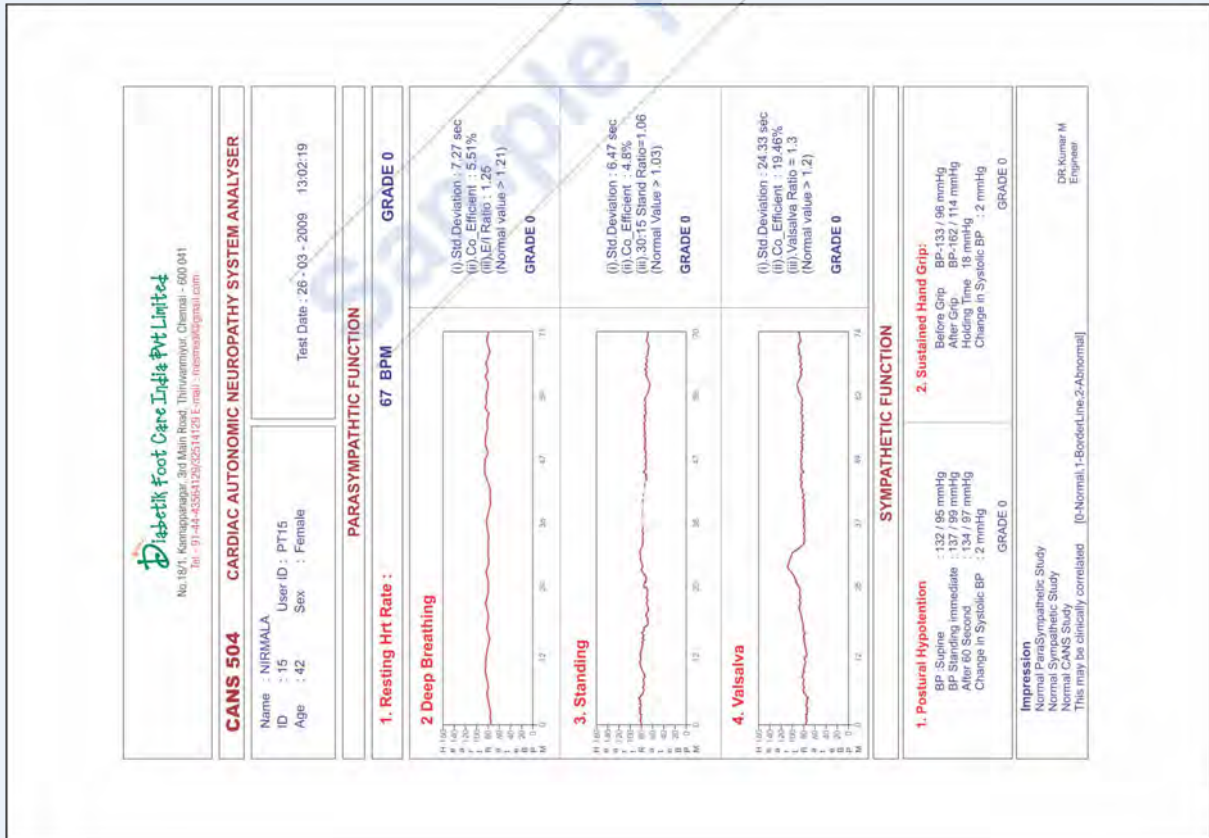 Sample
Diabetik Foot Care India Pvt Limited
No.18/1, Kannappanagar, 3rd Main Road, Thiruvanmiyur, Chennai - 600 041
CANS 504 CARDIAC AUTONOMIC NEUROPATHY SYSTEM ANALYSER
Name : NIRMALA
ID : 15 User ID : PT15
Age : 42 Sex : Female
Test Date : 26 - 03 - 2009 13:02:19
PARASYMPATHTIC FUNCTION
1. Resting Hrt Rate : 67 BPM GRADE 0
2 Deep Breathing
(i).Std.Deviation : 7.27 sec
(ii).Co_Efficient : 5.51%
(iii).E/I Ratio : 1.25
(Normal value > 1.21)
GRADE 0
3. Standing
(i).Std.Deviation : 6.47 sec
(ii).Co_Efficient : 4.8%
(iii).30:15 Stand Ratio=1.06
(Normal Value > 1.03)
GRADE 0
4. Valsalva
(i).Std.Deviation : 24.33 sec
(ii).Co_Efficient : 19.46%
(iii).Valsalva Ratio = 1.3
(Normal value > 1.2)
GRADE 0
SYMPATHETIC FUNCTION
1. Postural Hypotention
BP Supine : 132 / 95 mmHg
BP Standing immediate : 137 / 99 mmHg
After 60 Second : 134 / 97 mmHg
Change in Systolic BP : 2 mmHg
GRADE 0
2. Sustained Hand Grip:
Before Grip BP-133 / 96 mmHg
After Grip BP-162 / 114 mmHg
Holding Time 18 mmHg
Change in Systolic BP : 2 mmHg
GRADE 0
Impression
Normal ParaSympathetic Study
Normal Sympathetic Study
Normal CANS Study
This may be clinically correlated [0-Normal,1-BorderLine,2-Abnormal]
DR.Kumar M
Engineer